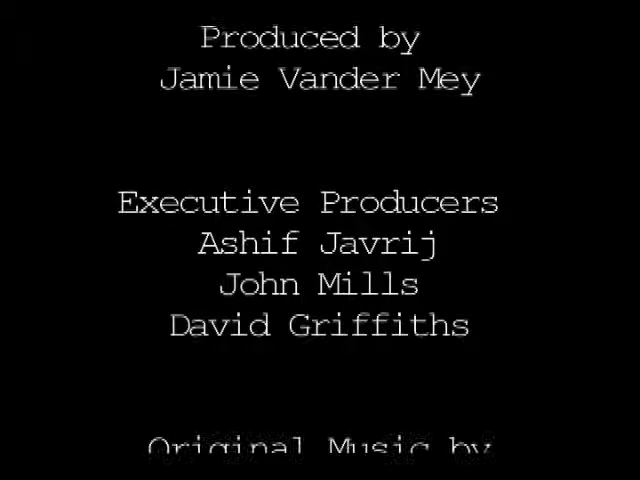 Produced by
Jamie Vander Mey
Executive Producers
Ashif Javrij
John Mills
David Griffiths
Original Music by